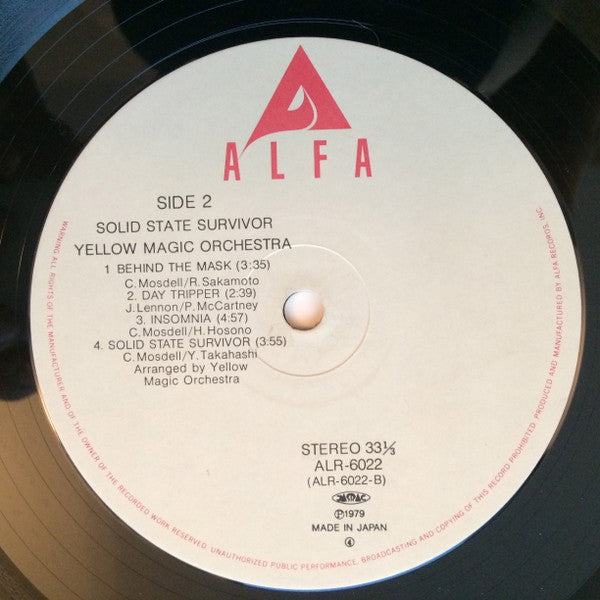 ALFA
SIDE 2
SOLID STATE SURVIVOR
YELLOW MAGIC ORCHESTRA
1 BEHIND THE MASK (3:35)
C. Mosdell/R. Sakamoto
2. DAY TRIPPER (2:39)
J. Lennon/P. McCartney
3. INSOMNIA (4:57)
C. Mosdell/H. Hosono
4. SOLID STATE SURVIVOR (3:55)
C. Mosdell/Y. Takahashi
Arranged by Yellow
Magic Orchestra
STEREO 33⅓
ALR-6022
(ALR-6022-B)
Ⓟ1979
MADE IN JAPAN
④
WARNING ALL RIGHTS OF THE MANUFACTURER AND OF THE OWNER OF THE RECORDED WORK RESERVED. UNAUTHORIZED PUBLIC PERFORMANCE, BROADCASTING AND COPYING OF THIS RECORD PROHIBITED. PRODUCED AND MANUFACTURED BY ALFA RECORDS, INC.